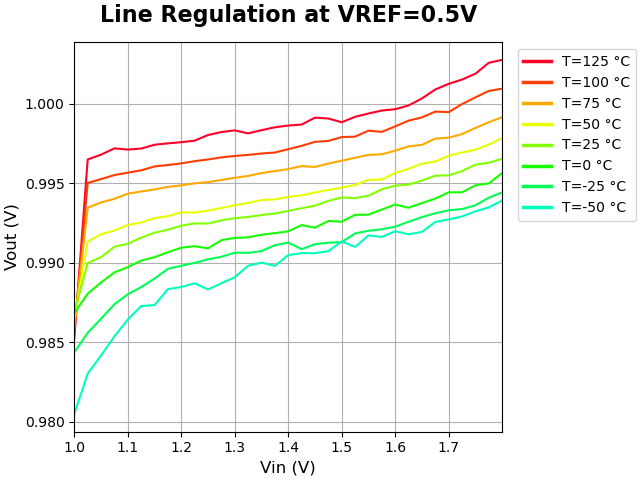 Line Regulation at VREF=0.5V
Vout (V)
1.000
0.995
0.990
0.985
0.980
1.0 1.1 1.2 1.3 1.4 1.5 1.6 1.7
Vin (V)
T=125 °C
T=100 °C
T=75 °C
T=50 °C
T=25 °C
T=0 °C
T=-25 °C
T=-50 °C